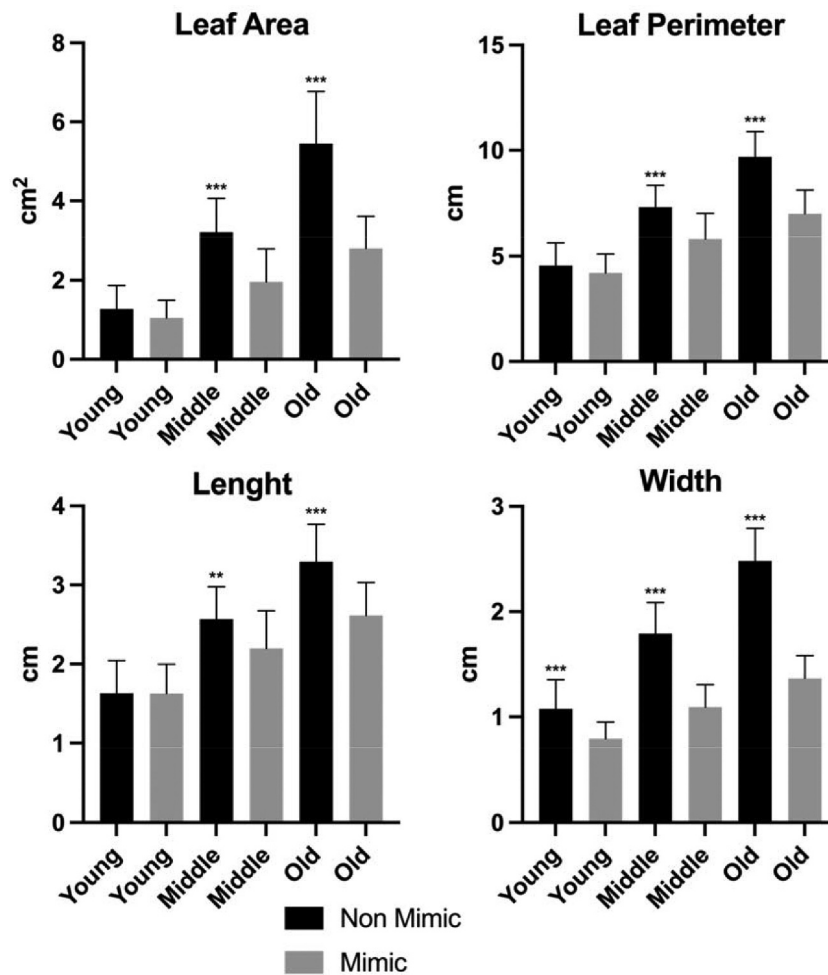 Leaf Area
8
6
4
2
0
cm²
***
***
Young
Young
Middle
Middle
Old
Old
Leaf Perimeter
15
10
5
0
cm
***
***
Young
Young
Middle
Middle
Old
Old
Lenght
4
3
2
1
0
cm
**
***
Young
Young
Middle
Middle
Old
Old
Width
3
2
1
0
cm
***
***
***
Young
Young
Middle
Middle
Old
Old
Non Mimic
Mimic